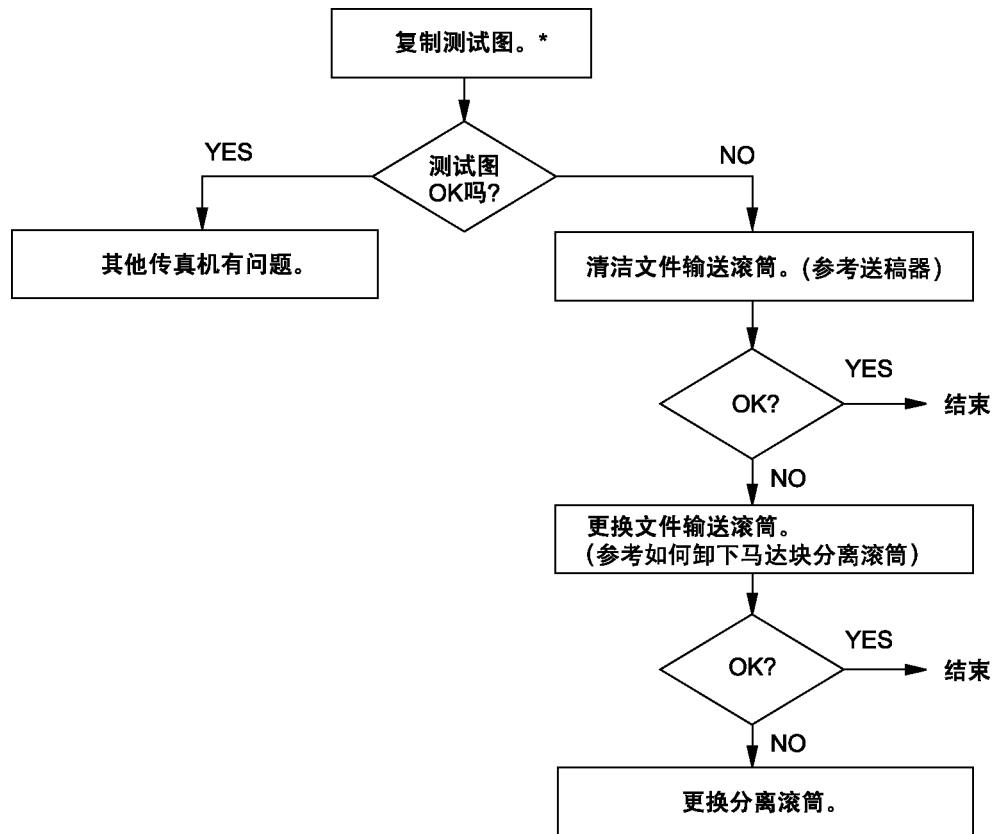 复制测试图。*
YES
NO
测试图
OK吗?
其他传真机有问题。
清洁文件输送滚筒。(参考送稿器)
OK?
YES
结束
NO
更换文件输送滚筒。
(参考如何卸下马达块分离滚筒)
OK?
YES
结束
NO
更换分离滚筒。